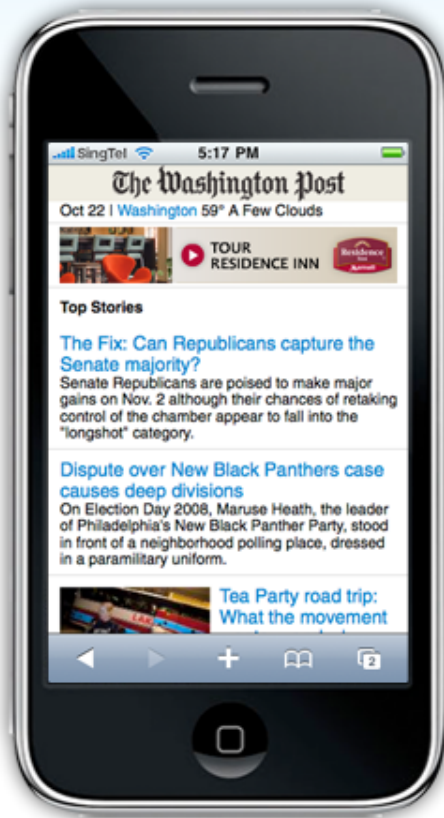 SingTel 5:17 PM
The Washington Post
Oct 22 | Washington 59° A Few Clouds
TOUR
RESIDENCE INN
Residence
Inn
Marriott
Top Stories
The Fix: Can Republicans capture the
Senate majority?
Senate Republicans are poised to make major
gains on Nov. 2 although their chances of retaking
control of the chamber appear to fall into the
"longshot" category.
Dispute over New Black Panthers case
causes deep divisions
On Election Day 2008, Maruse Heath, the leader
of Philadelphia's New Black Panther Party, stood
in front of a neighborhood polling place, dressed
in a paramilitary uniform.
Tea Party road trip:
What the movement
2